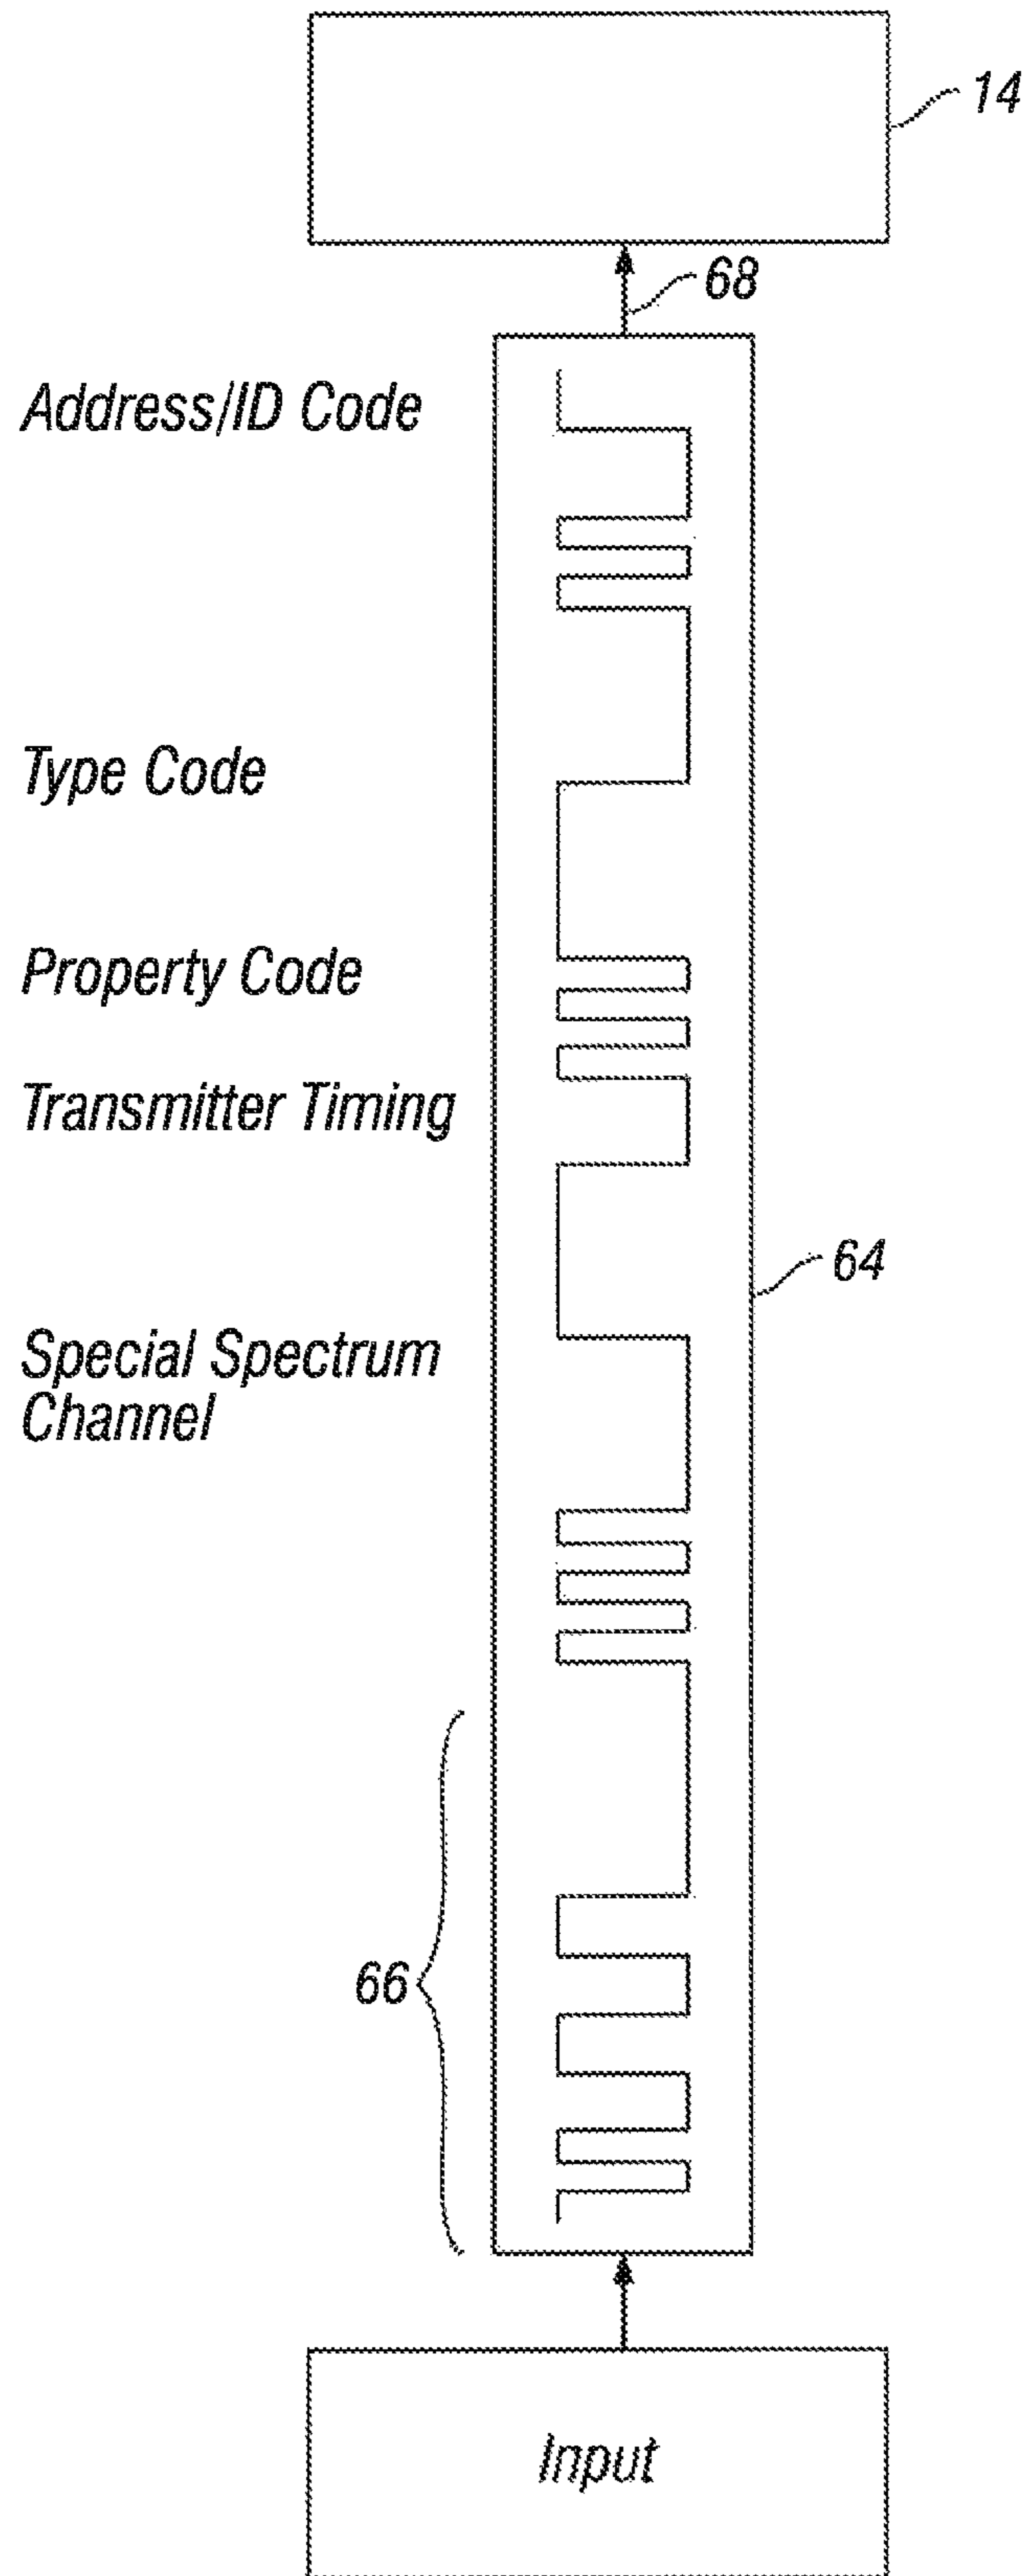 14
68
Address/ID Code
Type Code
Property Code
Transmitter Timing
64
Special Spectrum
Channel
66
Input